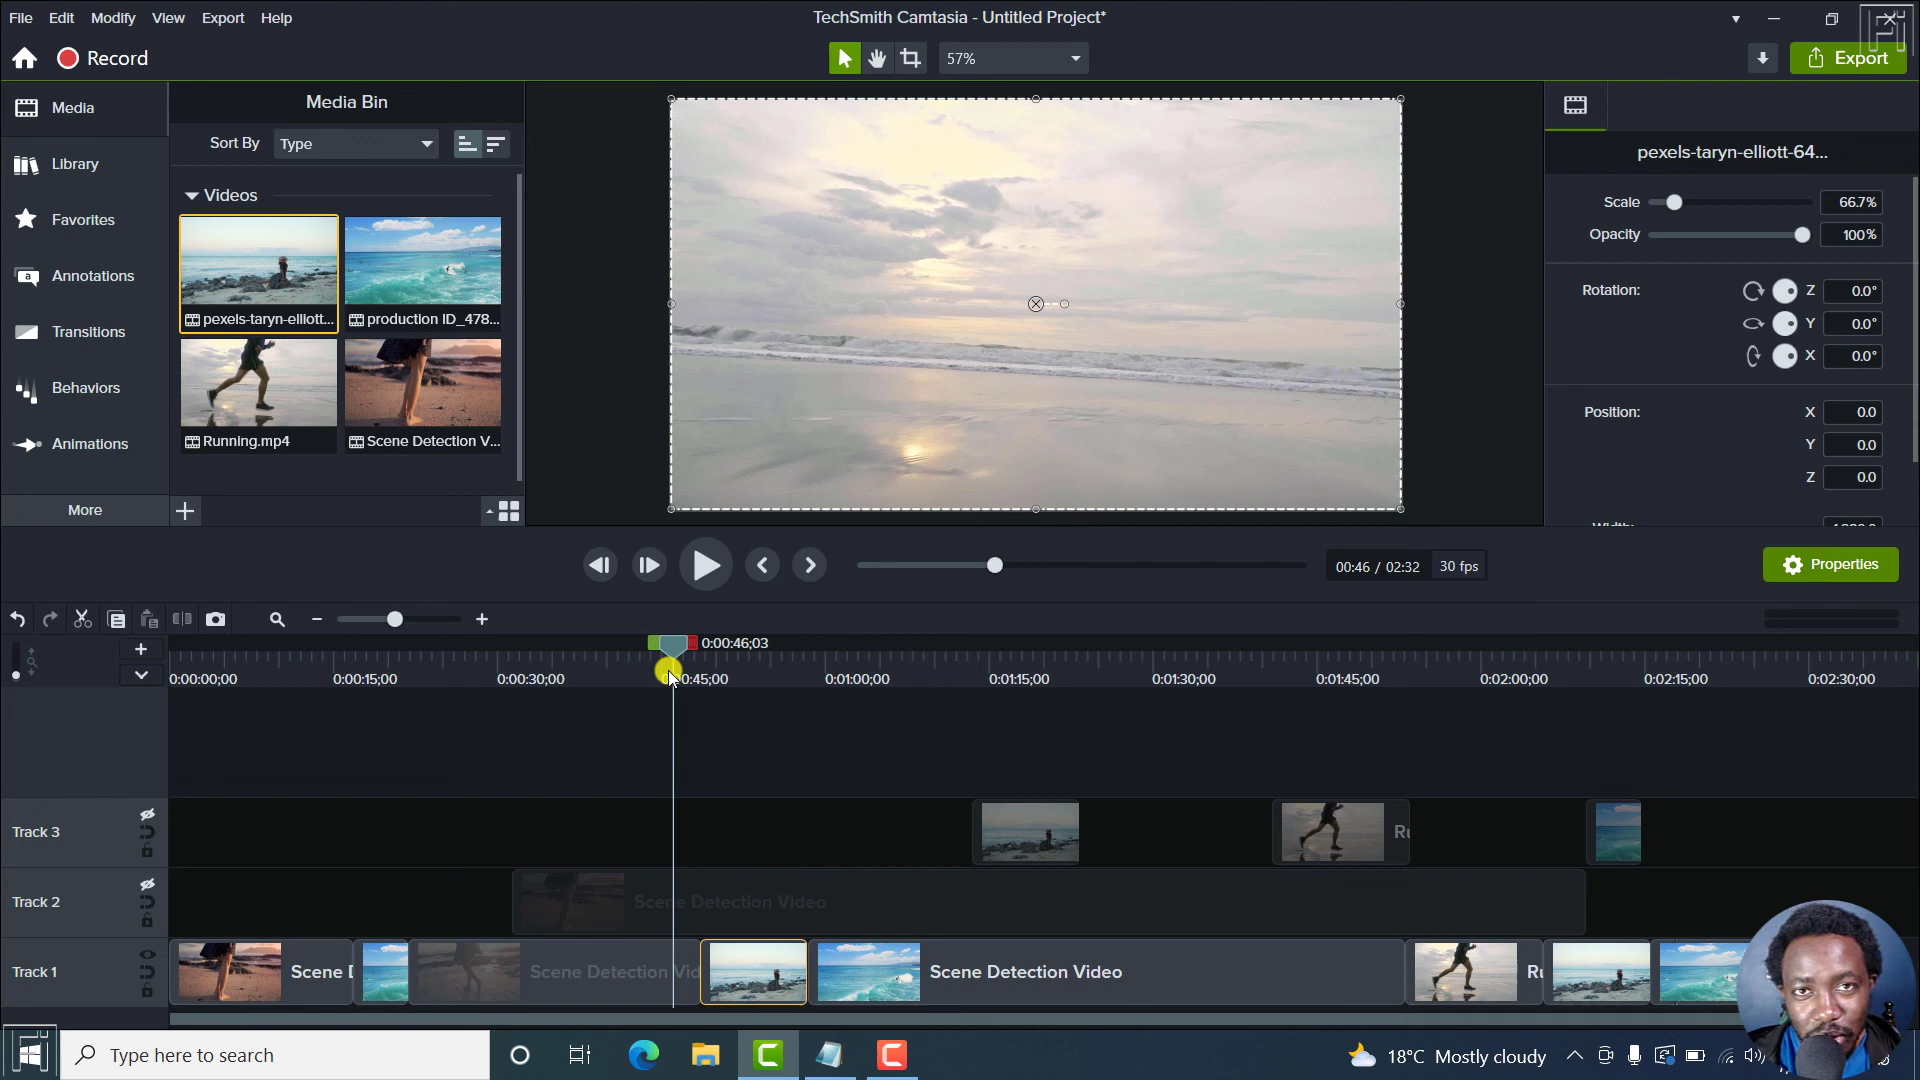 File Edit Modify View Export Help
TechSmith Camtasia - Untitled Project*
Record
57%
Export
Media
Library
Favorites
Annotations
Transitions
Behaviors
Animations
More
Media Bin
Sort By Type
Videos
pexels-taryn-elliott...
production ID_478...
Running.mp4
Scene Detection V...
pexels-taryn-elliott-64...
Scale 66.7%
Opacity 100%
Rotation: Z 0.0°
Y 0.0°
X 0.0°
Position: X 0.0
Y 0.0
Z 0.0
00:46 / 02:32 30 fps
Properties
0:00:46;03
0:00:00;00 0:00:15;00 0:00:30;00 0:00:45;00 0:01:00;00 0:01:15;00 0:01:30;00 0:01:45;00 0:02:00;00 0:02:15;00 0:02:30;00
Track 3
Track 2 Scene Detection Video
Track 1 Scene Scene Detection Vid Scene Detection Video
Type here to search
18°C Mostly cloudy